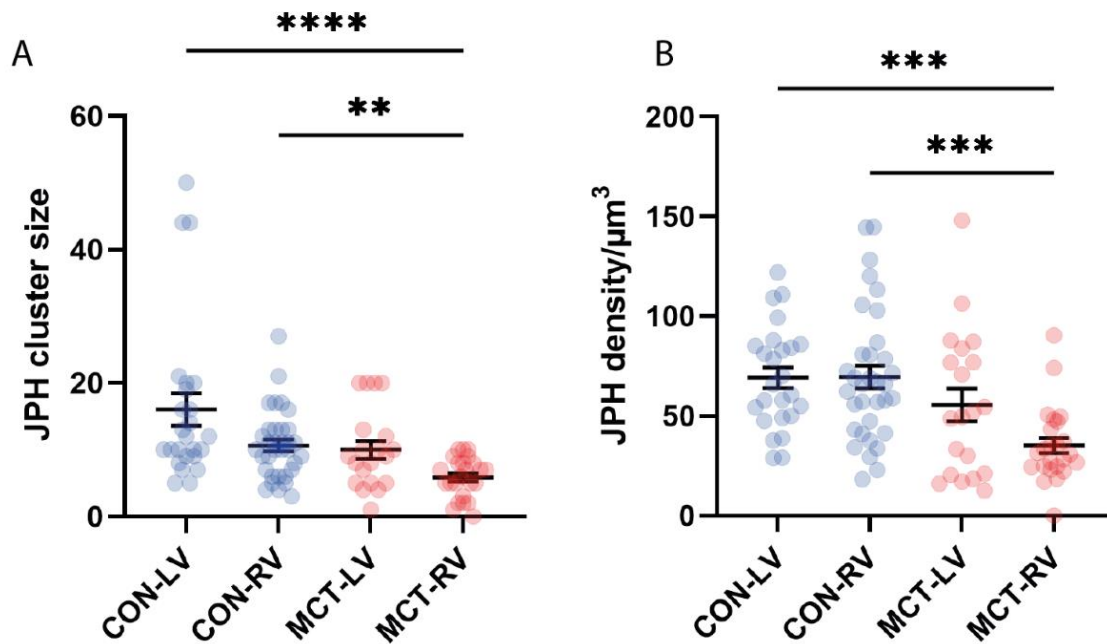 A
****
**
60
40
20
0
JPH cluster size
CON-LV
CON-RV
MCT-LV
MCT-RV
B
***
***
200
150
100
50
0
JPH density/µm³
CON-LV
CON-RV
MCT-LV
MCT-RV